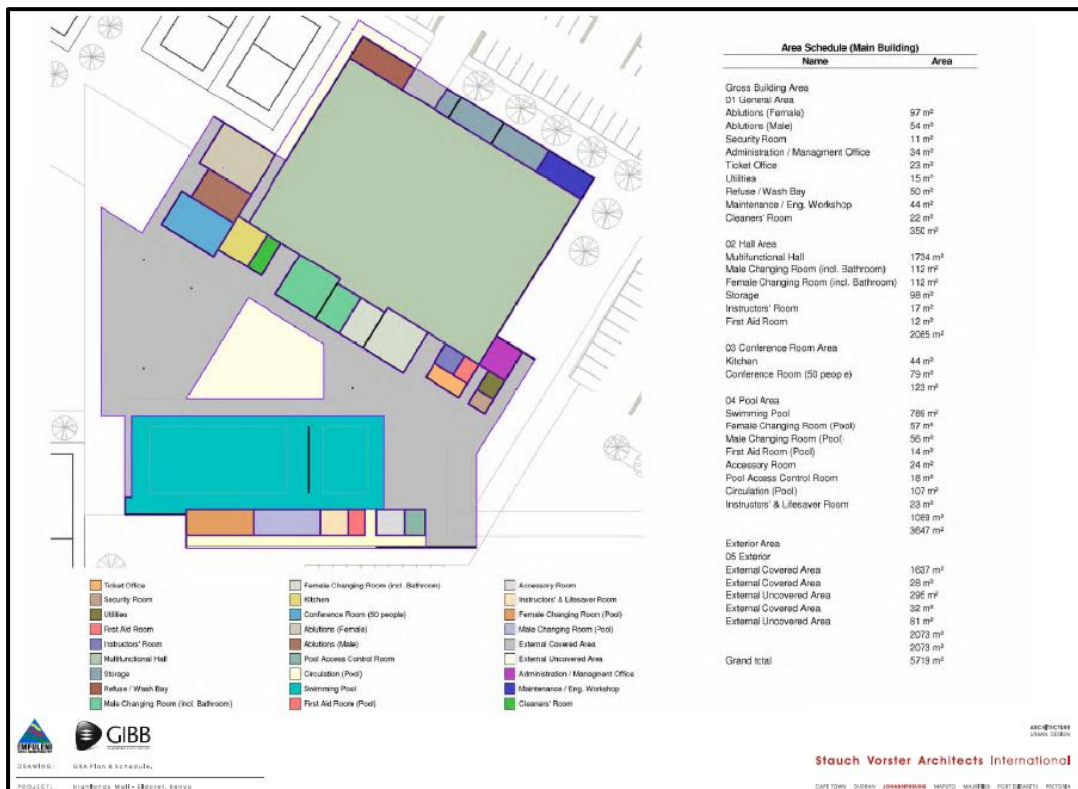 Area Schedule (Main Building)
Name Area
Gross Building Area
01 General Area
Ablutions (Female) 97 m²
Ablutions (Male) 54 m²
Security Room 11 m²
Administration / Managment Office 34 m²
Ticket Office 23 m²
Utilities 15 m²
Refuse / Wash Bay 50 m²
Maintenance / Eng. Workshop 44 m²
Cleaners' Room 22 m²
350 m²
02 Hall Area
Multifunctional Hall 1734 m²
Male Changing Room (incl. Bathroom) 112 m²
Female Changing Room (incl. Bathroom) 112 m²
Storage 98 m²
Instructors' Room 17 m²
First Aid Room 12 m²
2085 m²
03 Conference Room Area
Kitchen 44 m²
Conference Room (50 people) 79 m²
123 m²
04 Pool Area
Swimming Pool 789 m²
Female Changing Room (Pool) 57 m²
Male Changing Room (Pool) 56 m²
First Aid Room (Pool) 14 m²
Accessory Room 24 m²
Pool Access Control Room 18 m²
Circulation (Pool) 107 m²
Instructors' & Lifesaver Room 23 m²
1089 m²
3647 m²
Exterior Area
05 Exterior
External Covered Area 1637 m²
External Covered Area 28 m²
External Uncovered Area 295 m²
External Covered Area 32 m²
External Uncovered Area 81 m²
2073 m²
2073 m²
Grand total 5719 m²
Ticket Office
Security Room
Utilities
First Aid Room
Instructors' Room
Multifunctional Hall
Storage
Refuse / Wash Bay
Male Changing Room (incl. Bathroom)
Female Changing Room (incl. Bathroom)
Kitchen
Conference Room (50 people)
Ablutions (Female)
Ablutions (Male)
Pool Access Control Room
Circulation (Pool)
Swimming Pool
First Aid Room (Pool)
Accessory Room
Instructors' & Lifesaver Room
Female Changing Room (Pool)
Male Changing Room (Pool)
External Covered Area
External Uncovered Area
Administration / Managment Office
Maintenance / Eng. Workshop
Cleaners' Room
EMFULENI
GIBB
DRAWING: GBA Plan & Schedule.
PROJECT: Highlands Mall - Eldoret, Kenya
ARCHITECTURE
URBAN DESIGN
Stauch Vorster Architects International
CAPE TOWN DURBAN JOHANNESBURG MAPUTO MAURITIUS PORT ELIZABETH PRETORIA